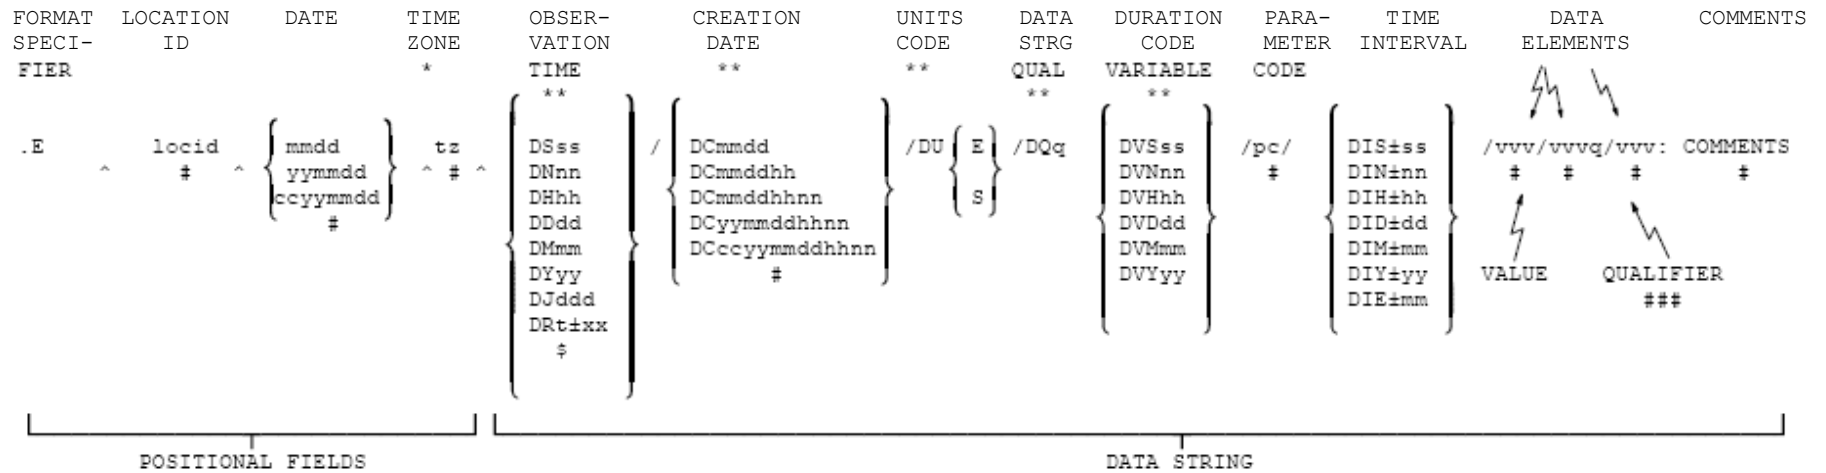 FORMAT LOCATION DATE TIME OBSER- CREATION UNITS DATA DURATION PARA- TIME DATA COMMENTS
SPECI- ID ZONE VATION DATE CODE STRG CODE METER INTERVAL ELEMENTS
FIER * TIME ** ** QUAL VARIABLE CODE
** ** **
.E locid mmdd tz DSss / DCmmdd /DU E /DQq DVSss /pc/ DIS±ss /vvv/vvvq/vvv: COMMENTS
^ # ^ yymmdd ^ # ^ DNnn DCmmddhh DVNnn # DIN±nn # # # #
ccyymmdd DHhh DCmmddhhnn S DVHhh DIH±hh
# DDdd DCyymmddhhnn DVDdd DID±dd
DMmm DCccyymmddhhnn DVMmm DIM±mm
DYyy # DVYyy DIY±yy VALUE QUALIFIER
DJddd DIE±mm ###
DRt±xx
$
POSITIONAL FIELDS DATA STRING